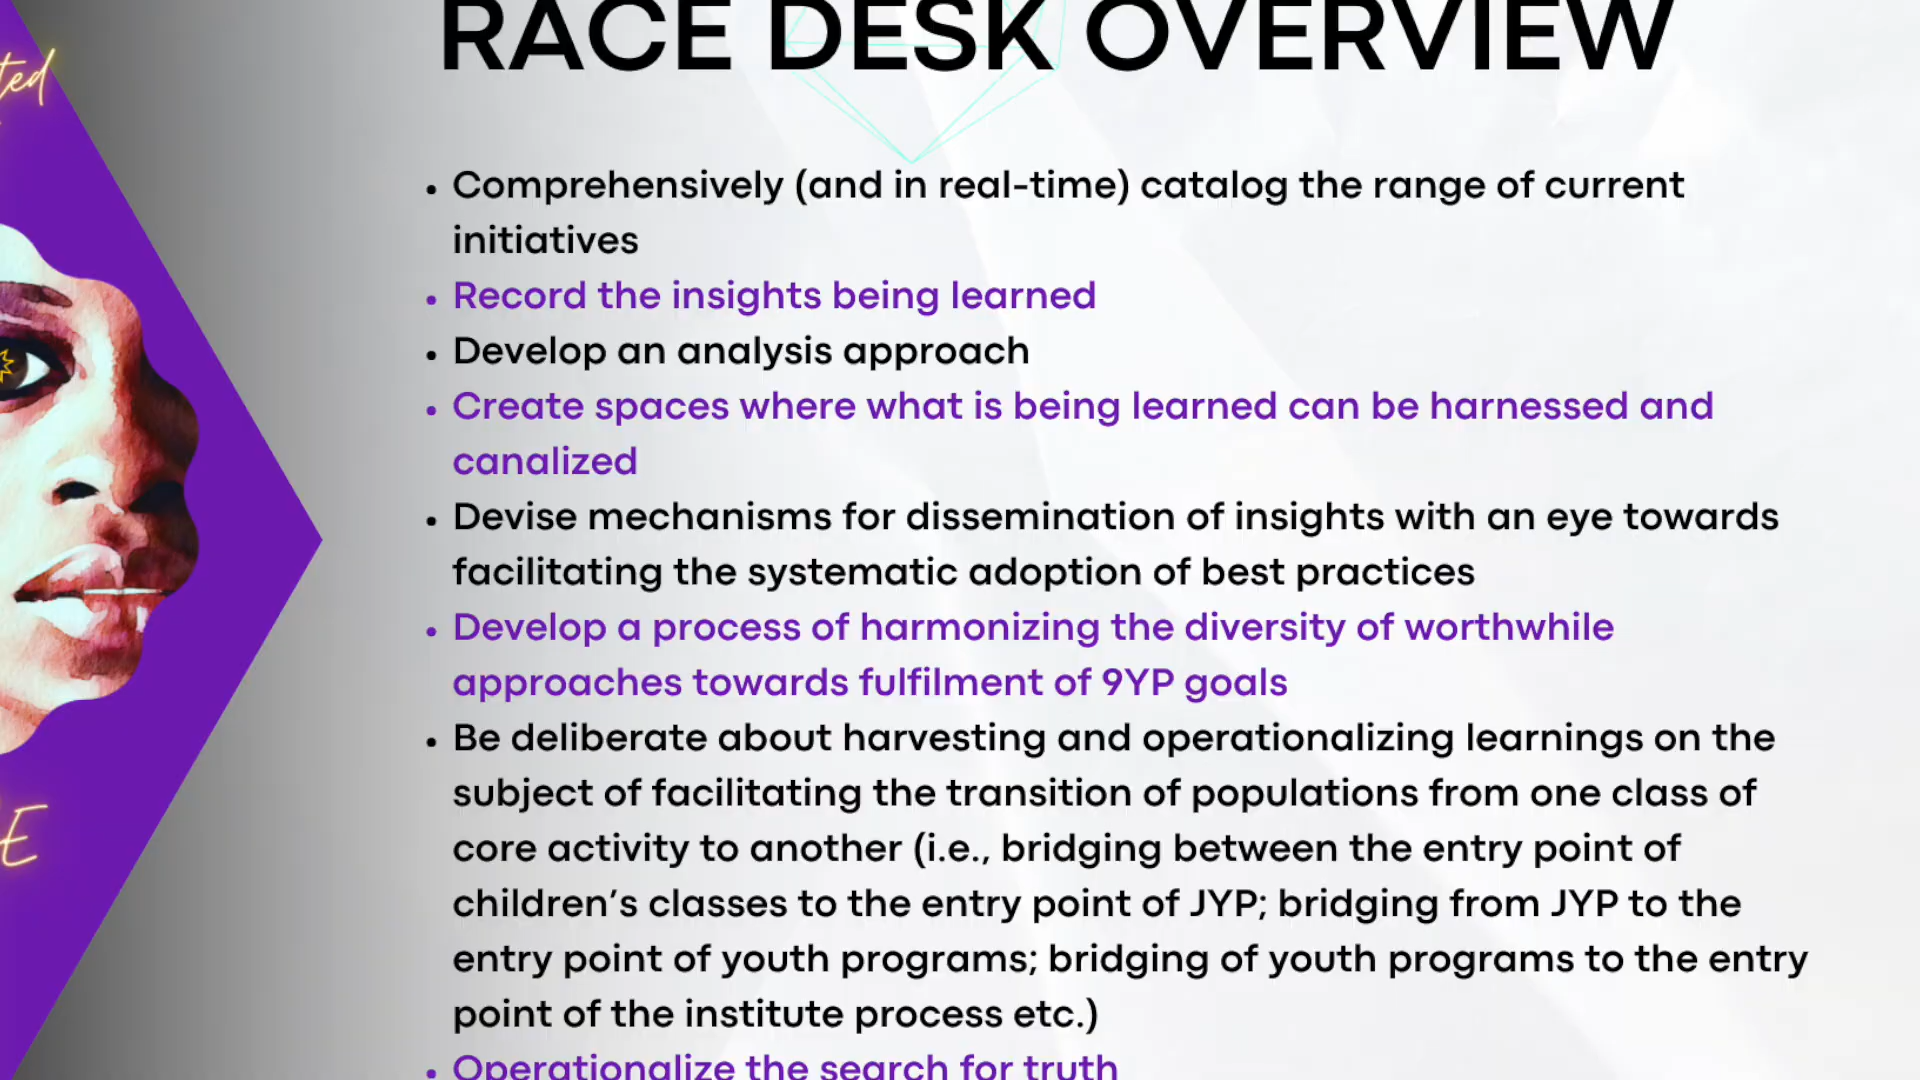 RACE DESK OVERVIEW
ted
• Comprehensively (and in real-time) catalog the range of current
initiatives
• Record the insights being learned
• Develop an analysis approach
• Create spaces where what is being learned can be harnessed and
canalized
• Devise mechanisms for dissemination of insights with an eye towards
facilitating the systematic adoption of best practices
• Develop a process of harmonizing the diversity of worthwhile
approaches towards fulfilment of 9YP goals
• Be deliberate about harvesting and operationalizing learnings on the
subject of facilitating the transition of populations from one class of
core activity to another (i.e., bridging between the entry point of
children’s classes to the entry point of JYP; bridging from JYP to the
entry point of youth programs; bridging of youth programs to the entry
point of the institute process etc.)
E
• Operationalize the search for truth